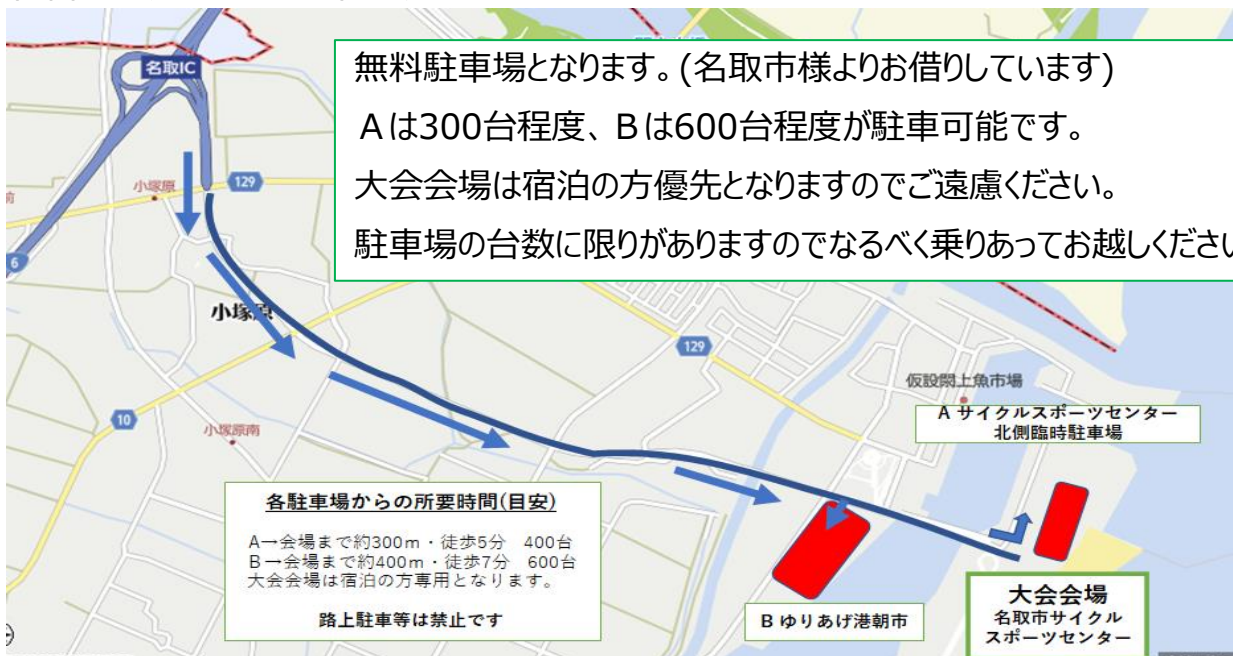 名取IC
無料駐車場となります。(名取市様よりお借りしています)
Aは300台程度、Bは600台程度が駐車可能です。
大会会場は宿泊の方優先となりますのでご遠慮ください。
駐車場の台数に限りがありますのでなるべく乗りあってお越しください
小塚原
129
6
小塚原
129
仮設閖上魚市場
A サイクルスポーツセンター
北側臨時駐車場
10
小塚原南
各駐車場からの所要時間(目安)
A→会場まで約300m・徒歩5分 400台
B→会場まで約400m・徒歩7分 600台
大会会場は宿泊の方専用となります。
路上駐車等は禁止です
B ゆりあげ港朝市
大会会場
名取市サイクル
スポーツセンター